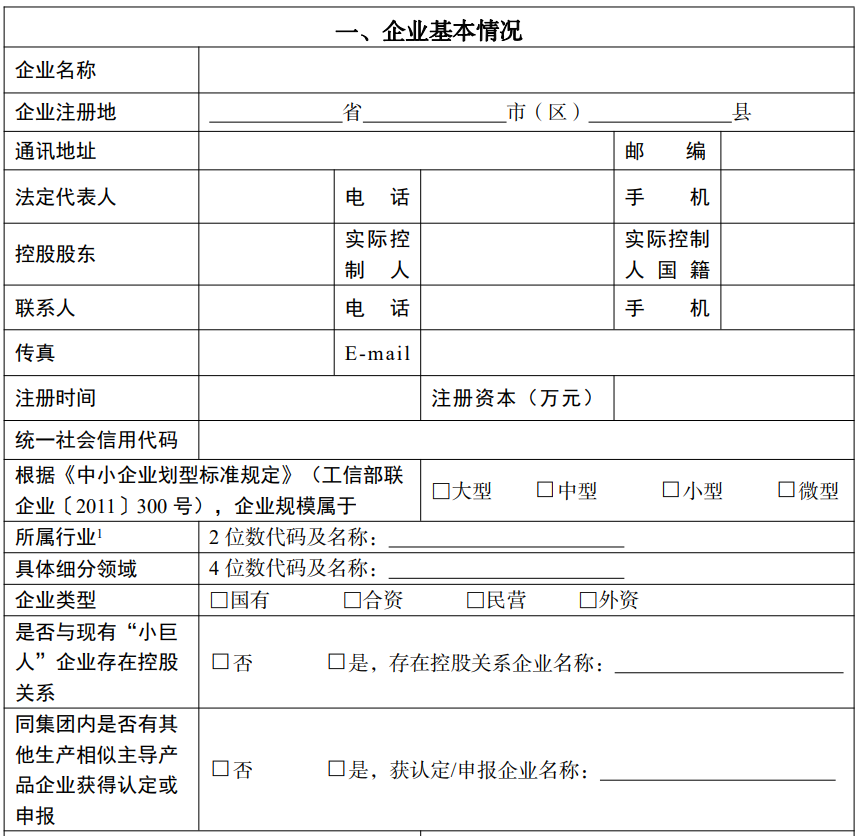 一、企业基本情况
企业名称
企业注册地 ____________省____________市（区）____________县
通讯地址 邮 编
法定代表人 电 话 手 机
控股股东 实际控制人 实际控制人国籍
联系人 电 话 手 机
传真 E-mail
注册时间 注册资本（万元）
统一社会信用代码
根据《中小企业划型标准规定》（工信部联
企业〔2011〕300 号），企业规模属于 □大型 □中型 □小型 □微型
所属行业1 2 位数代码及名称：____________________
具体细分领域 4 位数代码及名称：____________________
企业类型 □国有 □合资 □民营 □外资
是否与现有“小巨
人”企业存在控股
关系
□否 □是，存在控股关系企业名称：____________________
同集团内是否有其
他生产相似主导产
品企业获得认定或
申报
□否 □是，获认定/申报企业名称：____________________